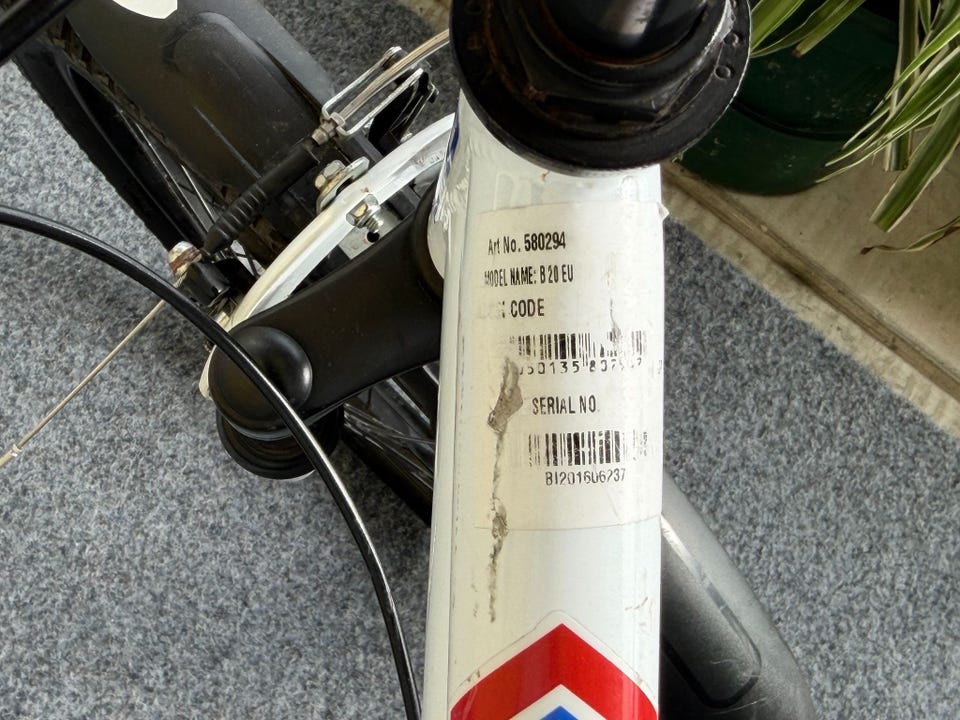 Art No. 580294
MODEL NAME: B 20 EU
CODE
SERIAL NO.
BI201606237